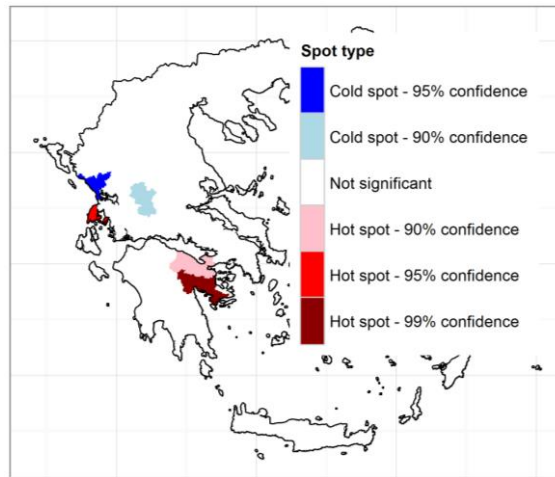 Spot type
Cold spot - 95% confidence
Cold spot - 90% confidence
Not significant
Hot spot - 90% confidence
Hot spot - 95% confidence
Hot spot - 99% confidence